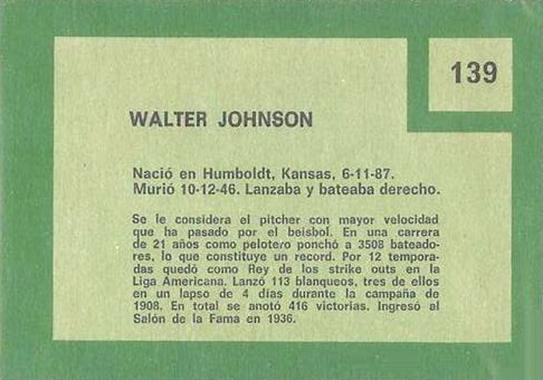 139
WALTER JOHNSON
Nació en Humboldt, Kansas, 6-11-87.
Murió 10-12-46. Lanzaba y bateaba derecho.
Se le considera el pitcher con mayor velocidad
que ha pasado por el beisbol. En una carrera
de 21 años como pelotero ponchó a 3508 bateado-
res, lo que constituye un record. Por 12 tempora-
das quedó como Rey de los strike outs en la
Liga Americana. Lanzó 113 blanqueos, tres de ellos
en un lapso de 4 días durante la campaña de
1908. En total se anotó 416 victorias. Ingresó al
Salón de la Fama en 1936.